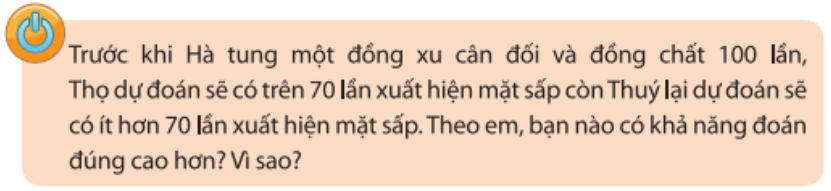 Trước khi Hà tung một đồng xu cân đối và đồng chất 100 lần,
Thọ dự đoán sẽ có trên 70 lần xuất hiện mặt sấp còn Thuý lại dự đoán sẽ
có ít hơn 70 lần xuất hiện mặt sấp. Theo em, bạn nào có khả năng đoán
đúng cao hơn? Vì sao?